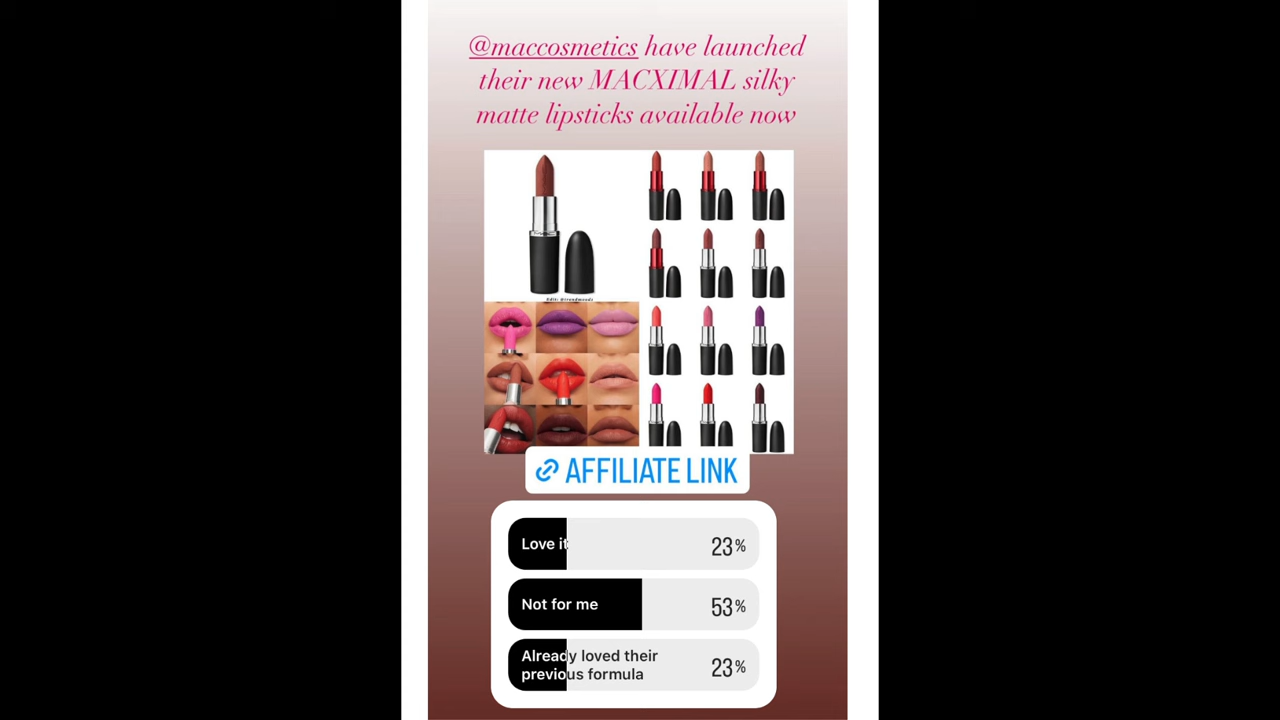 @maccosmetics have launched
their new MACXIMAL silky
matte lipsticks available now
AFFILIATE LINK
Love it
23%
Not for me
53%
Already loved their
previous formula
23%